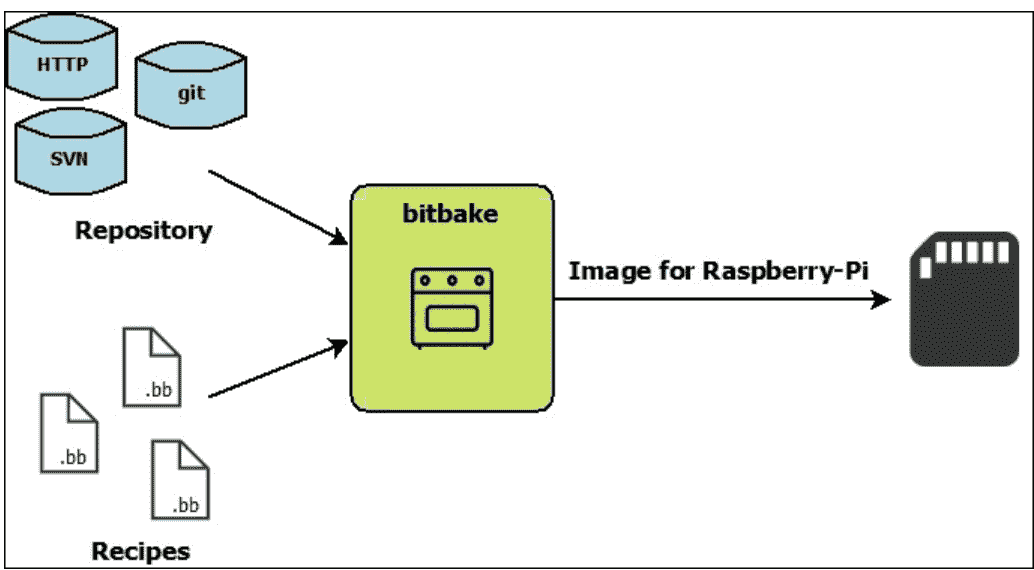 HTTP
git
SVN
Repository
bitbake
Image for Raspberry-Pi
.bb
.bb
.bb
Recipes